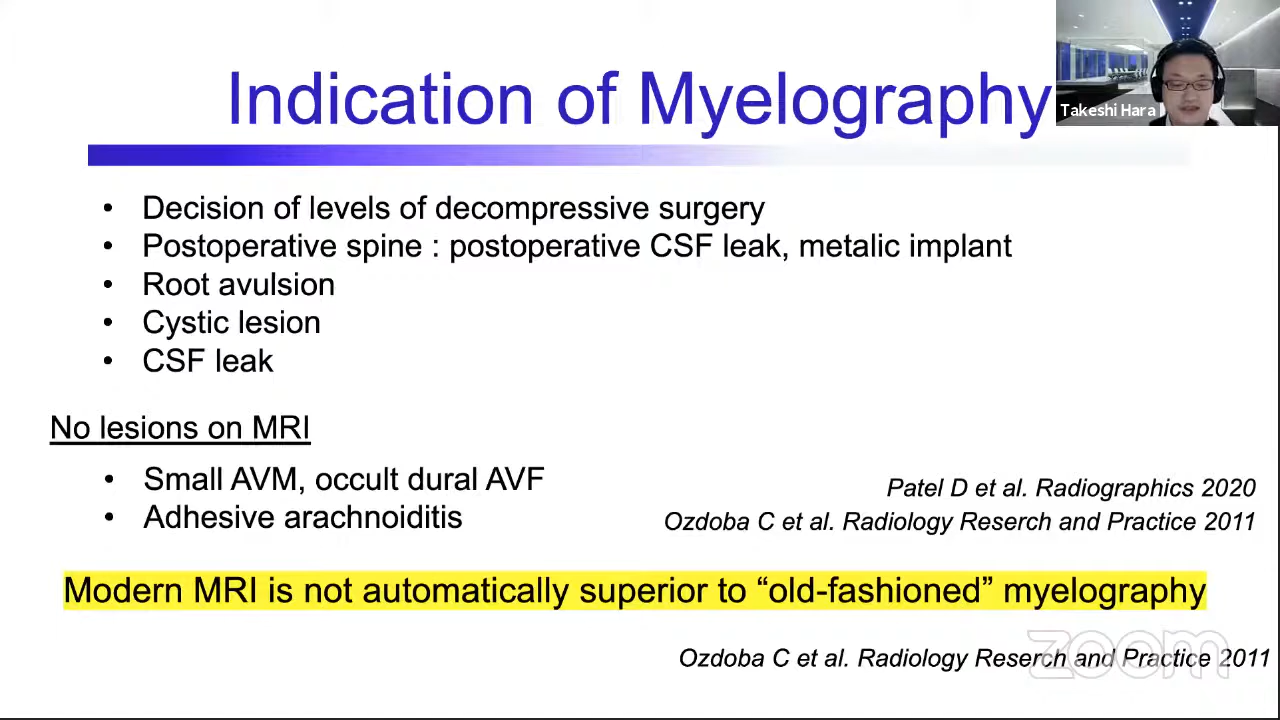 Indication of Myelography
Takeshi Hara
• Decision of levels of decompressive surgery
• Postoperative spine : postoperative CSF leak, metalic implant
• Root avulsion
• Cystic lesion
• CSF leak
No lesions on MRI
• Small AVM, occult dural AVF
• Adhesive arachnoiditis
Patel D et al. Radiographics 2020
Ozdoba C et al. Radiology Reserch and Practice 2011
Modern MRI is not automatically superior to “old-fashioned” myelography
Ozdoba C et al. Radiology Reserch and Practice 2011
zoom